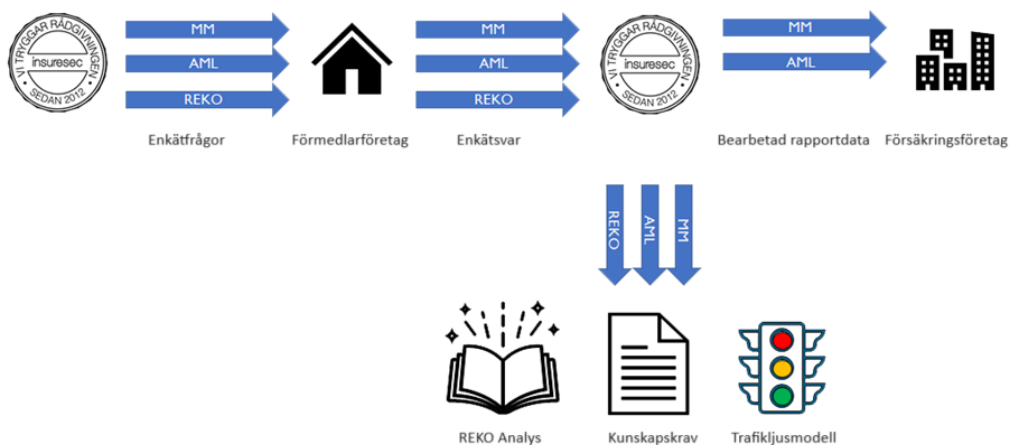 VI TRYGGAR RÅDGIVNINGEN
insuresec
SEDAN 2012
MM
AML
REKO
MM
AML
REKO
VI TRYGGAR RÅDGIVNINGEN
insuresec
SEDAN 2012
MM
AML
Enkätfrågor
Förmedlarföretag
Enkätsvar
Bearbetad rapportdata
Försäkringsföretag
REKO
AML
MM
REKO Analys
Kunskapskrav
Trafikljusmodell